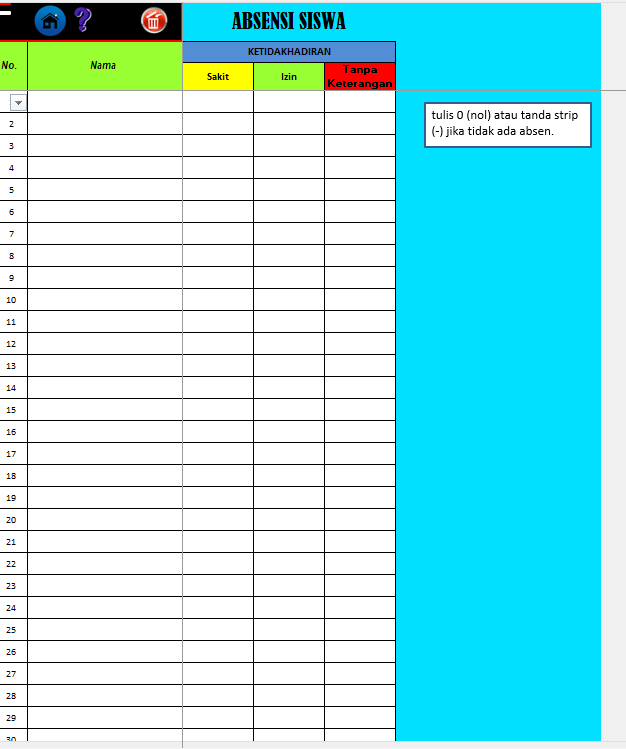 ABSENSI SISWA
No.
Nama
KETIDAKHADIRAN
Sakit
Izin
Tanpa
Keterangan
tulis 0 (nol) atau tanda strip
(-) jika tidak ada absen.
2
3
4
5
6
7
8
9
10
11
12
13
14
15
16
17
18
19
20
21
22
23
24
25
26
27
28
29
30